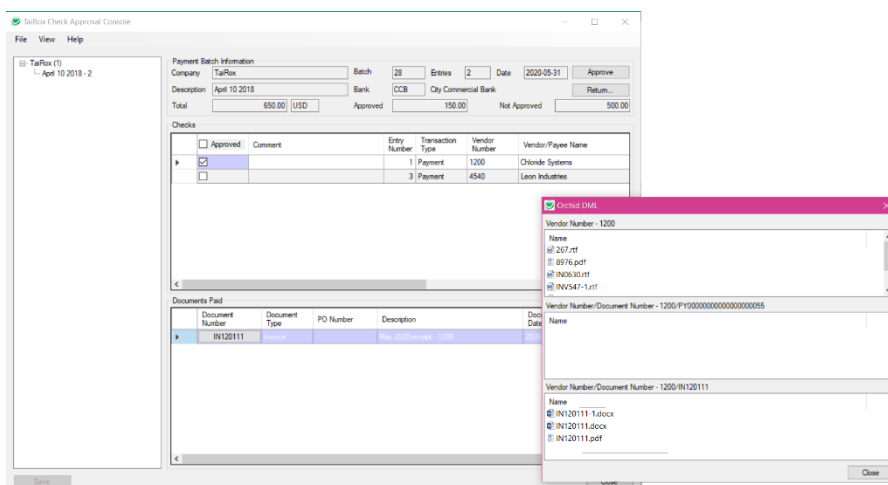 TaiRox Check Approval Console
File View Help
TaiRox (1)
April 10 2018 - 2
Payment Batch Information
Company TaiRox Batch 28 Entries 2 Date 2020-05-31 Approve
Description April 10 2018 Bank CCB City Commercial Bank Return...
Total 650.00 USD Approved 150.00 Not Approved 500.00
Checks
Approved Comment Entry Number Transaction Type Vendor Number Vendor/Payee Name
1 Payment 1200 Chloride Systems
3 Payment 4540 Leon Industries
Documents Paid
Document Number Document Type PO Number Description Date
IN120111 Invoice May 2020 receipt - 1200 2020
Save
Close
Orchid DML
Vendor Number - 1200
Name
267.rtf
8976.pdf
IN0630.rtf
INV547-1.rtf
Vendor Number/Document Number - 1200/PY00000000000000000055
Name
Vendor Number/Document Number - 1200/IN120111
Name
IN120111-1.docx
IN120111.docx
IN120111.pdf
Close